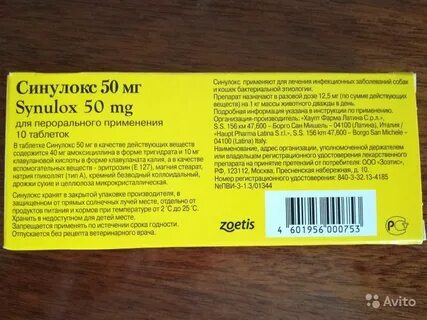 Синулокс 50 мг
Synulox 50 mg
для перорального применения
10 таблеток
В таблетке Синулокс 50 мг в качестве действующих веществ
содержится 40 мг амоксициллина в форме тригидрата и 10 мг
клавулановой кислоты в форме клавуланата калия, а в качестве
вспомогательных веществ - эритрозин (Е 127), магния стеарат,
натрия гликолят (тип А), кремний безводный коллоидальный,
дрожжи сухие и целлюлоза микрокристаллическая.
Синулокс хранят в закрытой упаковке производителя, в
защищенном от прямых солнечных лучей месте, отдельно от
продуктов питания и кормов при температуре от 2°С до 25°С.
Хранить в недоступном для детей месте.
Запрещается применять по истечении срока годности.
Отпускается без рецепта ветеринарного врача.
Синулокс применяют для лечения инфекционных заболеваний собак
и кошек бактериальной этиологии.
Препарат назначают в разовой дозе 12,5 мг (по сумме действующих
веществ) на 1 кг массы животного дважды в день.
Подробная информация указана в инструкции по применению.
Организация-производитель: «Хаупт Фарма Латина С.р.л.»,
S.S. 156 км 47,600 – Борго Сан Мишель – 04100 (Латина), Италия /
«Haupt Pharma Latina S.r.l.», S.S. 156 km 47,600 – Borgo San Michele –
04100 (Latina) Italy.
Наименование, адрес организации, уполномоченной держателем
или владельцем регистрационного удостоверения лекарственного
препарата на принятие претензий от потребителя: ООО «Зоэтис»,
РФ, 123112, Москва, Пресненская набережная, д. 10.
Номер регистрационного удостоверения: 840-3-32.13-4185
№ПВИ-3-1.3/01344
zoetis
4 601956 000753
Avito